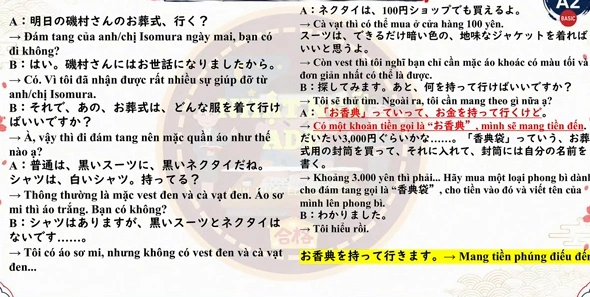 A：明日の磯村さんのお葬式、行く？
→ Đám tang của anh/chị Isomura ngày mai, bạn có
đi không?
B：はい。磯村さんにはお世話になりましたから。
→ Có. Vì tôi đã nhận được rất nhiều sự giúp đỡ từ
anh/chị Isomura.
B：それで、あの、お葬式は、どんな服を着て行け
ばいいですか？
→ À, vậy thì đi đám tang nên mặc quần áo như thế
nào ạ?
A：普通は、黒いスーツに、黒いネクタイだね。
シャツは、白いシャツ。持ってる？
→ Thông thường là mặc vest đen và cà vạt đen. Áo sơ
mi thì áo trắng. Bạn có không?
B：シャツはありますが、黒いスーツとネクタイは
ないです……。
→ Tôi có áo sơ mi, nhưng không có vest đen và cà vạt
đen...
A：ネクタイは、100円ショップでも買えるよ。
→ Cà vạt thì có thể mua ở cửa hàng 100 yên.
スーツは、できるだけ暗い色の、地味なジャケットを着れば
いいと思うよ。
→ Còn vest thì tôi nghĩ bạn chỉ cần mặc áo khoác có màu tối và
đơn giản nhất có thể là được.
B：探してみます。あと、何を持って行けばいいですか？
→ Tôi sẽ thử tìm. Ngoài ra, tôi cần mang theo gì nữa ạ?
A：「お香典」っていって、お金を持って行くけど。
→ Có một khoản tiền gọi là “お香典”, mình sẽ mang tiền đến.
だいたい3,000円ぐらいかな……。「香典袋」っていう、お葬
式用の封筒を買って、それに入れて、封筒には自分の名前を
書く。
→ Khoảng 3.000 yên thì phải... Hãy mua một loại phong bì dành
cho đám tang gọi là “香典袋”, cho tiền vào đó và viết tên của
mình lên phong bì.
B：わかりました。
→ Tôi hiểu rồi.
お香典を持って行きます。→ Mang tiền phúng điếu đến
A2
BASIC
合格